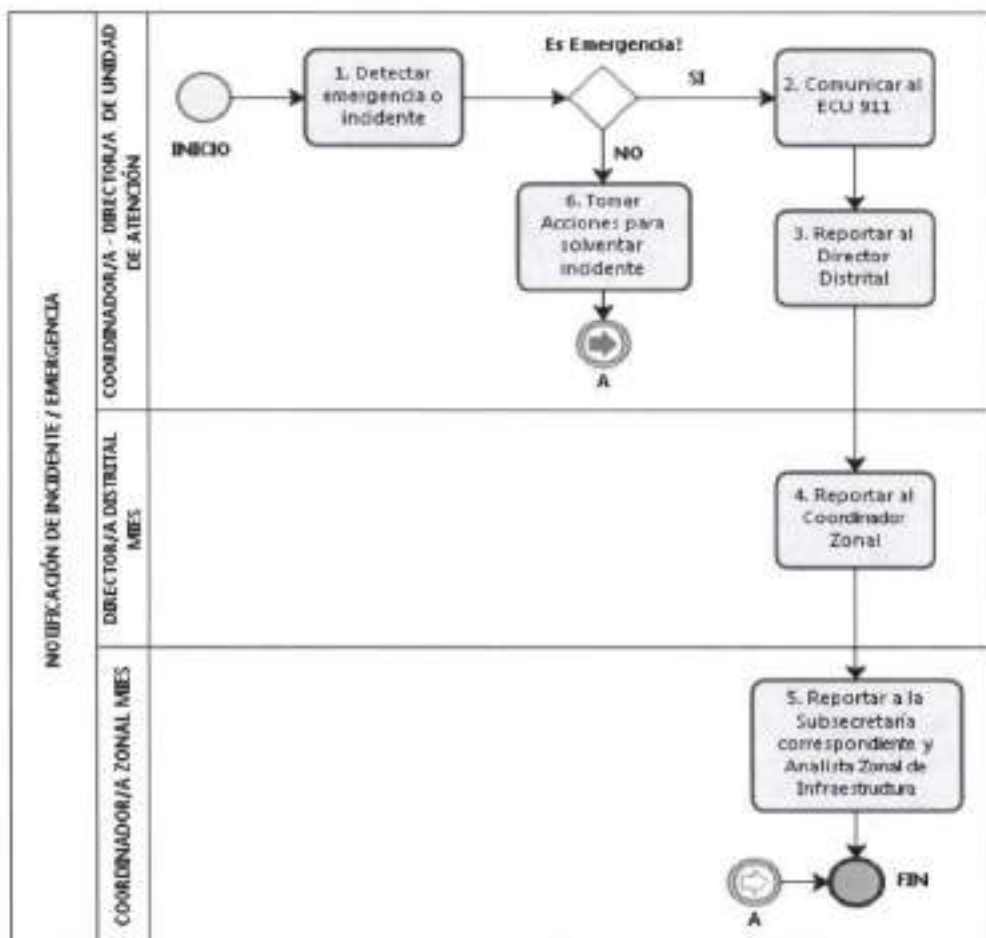 NOTIFICACIÓN DE INCIDENTE / EMERGENCIA
COORDINADOR/A - DIRECTOR/A DE UNIDAD
DE ATENCIÓN
INICIO
1. Detectar
emergencia o
incidente
Es Emergencia?
SI
NO
2. Comunicar al
ECU 911
6. Tomar
Acciones para
solventar
incidente
A
3. Reportar al
Director
Distrital
DIRECTOR/A DISTRITAL
MIES
4. Reportar al
Coordinador
Zonal
COORDINADOR/A ZONAL MIES
5. Reportar a la
Subsecretaría
correspondiente y
Analista Zonal de
Infraestructura
A
FIN